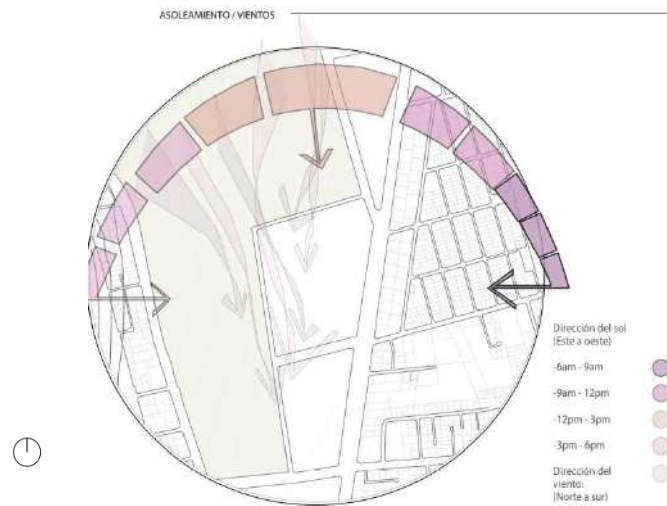 ASOLEAMIENTO / VIENTOS
Dirección del sol
(Este a oeste)
-6am - 9am
-9am - 12pm
-12pm - 3pm
-3pm - 6pm
Dirección del
viento:
(Norte a sur)